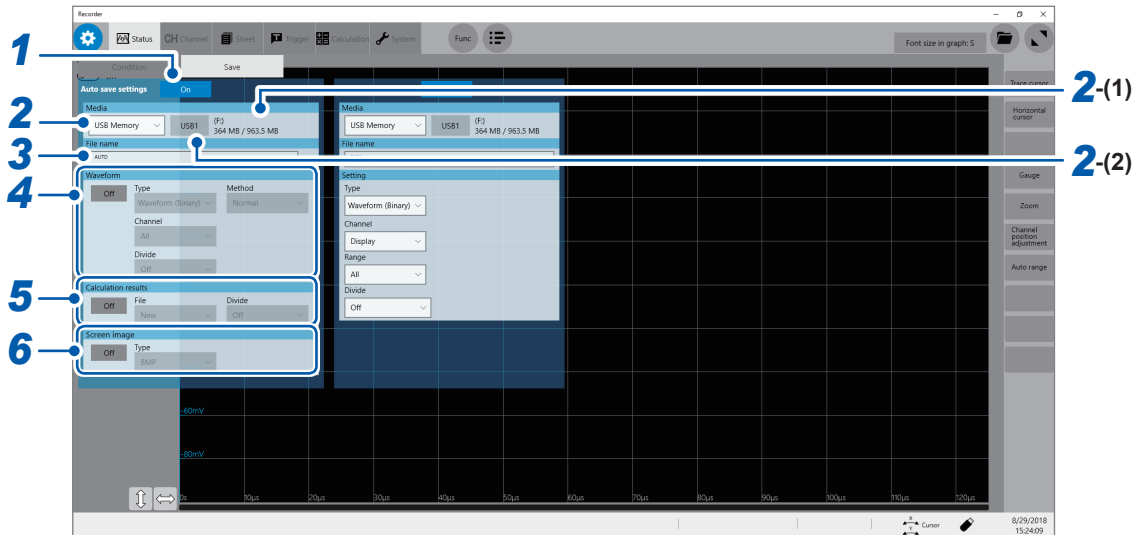 Recorder
Status CH Channel Sheet Trigger Calculation System Func Font size in graph: S
1
Condition Save
Auto save settings On
Trace cursor
2-(1)
Media Media
Horizontal cursor
2 USB Memory USB1 (F:) 364 MB / 963.5 MB USB Memory USB1 (F:) 364 MB / 963.5 MB
File name File name
3 AUTO
2-(2)
Waveform Setting
Gauge
4 Off Type Method Type
Waveform (Binary) Normal Waveform (Binary)
Zoom
Channel Channel
All Display
Channel position adjustment
Divide Range
Off All
Auto range
Calculation results Divide
5 Off File Divide
New Off Off
Screen image
6 Off Type
BMP
-60mV
-80mV
0s 10μs 20μs 30μs 40μs 50μs 60μs 70μs 80μs 90μs 100μs 110μs 120μs
X Y Cursor
8/29/2018
15:24:09